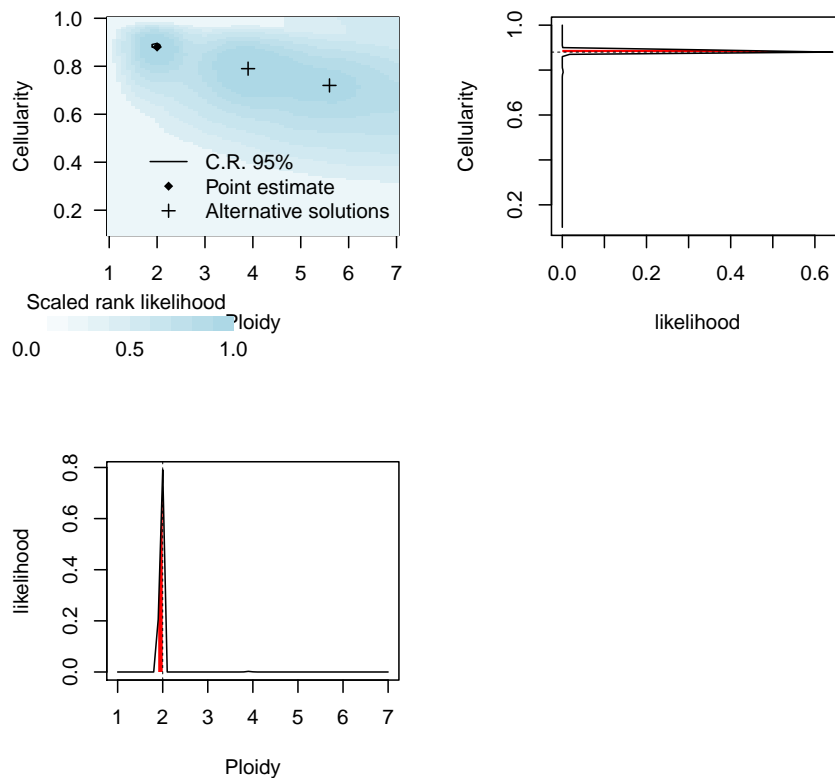 Cellularity
1.0
0.8
0.6
0.4
0.2
C.R. 95%
Point estimate
Alternative solutions
1 2 3 4 5 6 7
Ploidy
Scaled rank likelihood
0.0 0.5 1.0
Cellularity
1.0
0.6
0.2
0.0 0.2 0.4 0.6
likelihood
likelihood
0.8
0.6
0.4
0.2
0.0
1 2 3 4 5 6 7
Ploidy